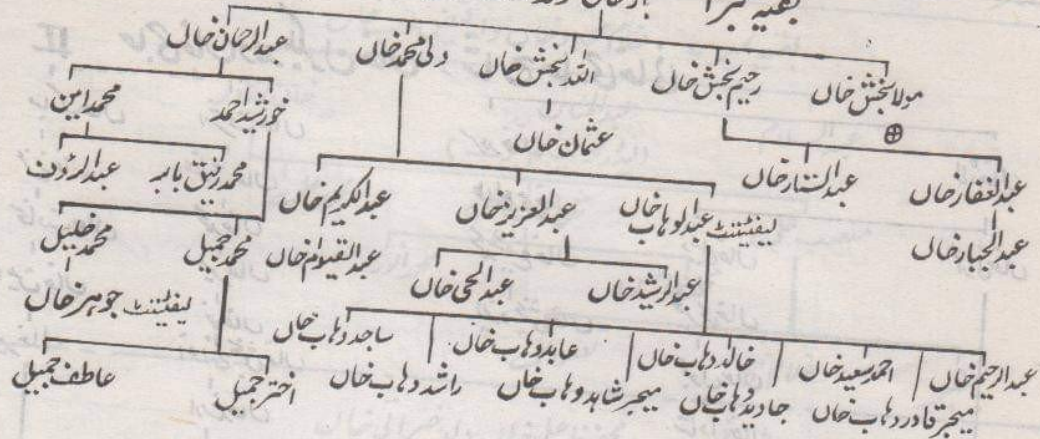 بقیہ
مولا بخش خاں رحیم بخش خاں اللہ بخش خاں ولی محمد خاں عبدالرحمان خاں
⊕ عثمان خاں خورشید احمد محمد امین
عبدالغفار خاں عبدالستار خاں لیفٹیننٹ عبدالوہاب خاں عبدالعزیز خاں عبدالکریم خاں محمد رفیق بابر عبدالرؤف
عبدالجبار خاں عبدالقیوام خاں محمد جمیل محمد خلیل
عبدالرشید خاں عبدالحی خاں لیفٹیننٹ جوہر خاں
عبدالرحیم خاں احمد سعید خاں خالد وہاب خاں عابد وہاب خاں ساجد وہاب خاں
میجر قادر وہاب خاں جادید وہاب خاں میجر شاہد وہاب خاں راشد وہاب خاں اختر جمیل عاطف جمیل